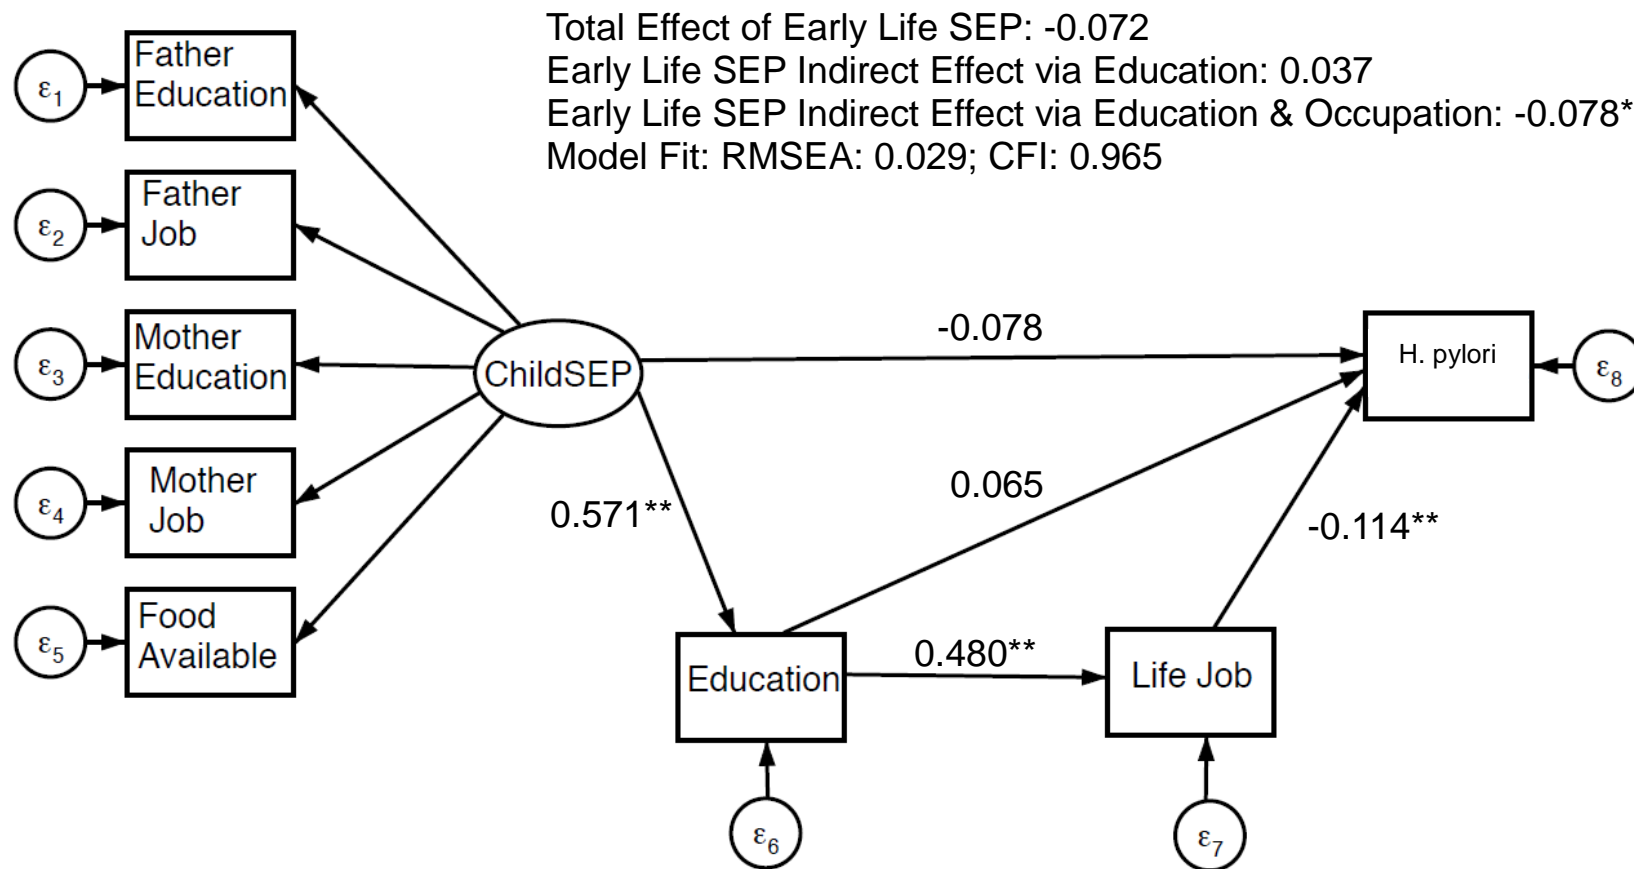 Total Effect of Early Life SEP: -0.072
Early Life SEP Indirect Effect via Education: 0.037
Early Life SEP Indirect Effect via Education & Occupation: -0.078*
Model Fit: RMSEA: 0.029; CFI: 0.965
ε1
Father
Education
ε2
Father
Job
ε3
Mother
Education
ε4
Mother
Job
ε5
Food
Available
ChildSEP
-0.078
H. pylori
ε8
0.571**
0.065
-0.114**
Education
0.480**
Life Job
ε6
ε7